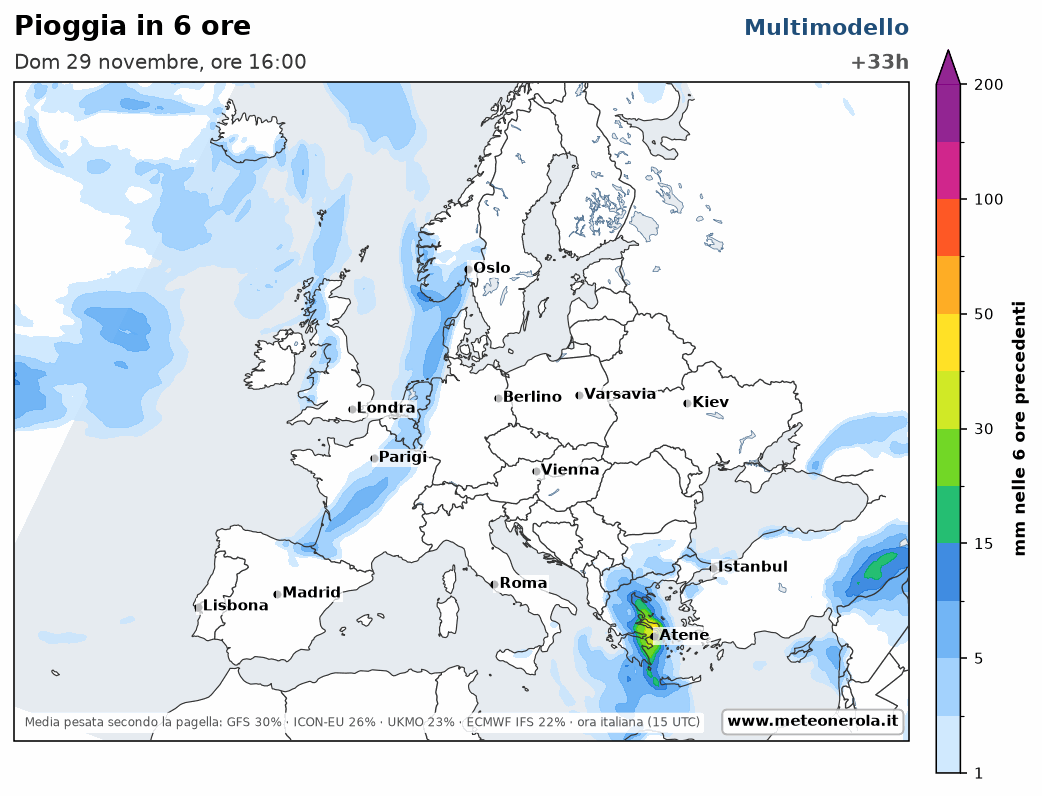 Pioggia in 6 ore
Multimodello
Dom 29 novembre, ore 16:00
+33h
200
100
50
30
15
5
1
mm nelle 6 ore precedenti
Oslo
Berlino
Varsavia
Kiev
Londra
Parigi
Vienna
Istanbul
Roma
Madrid
Lisbona
Atene
Media pesata secondo la pagella: GFS 30% · ICON-EU 26% · UKMO 23% · ECMWF IFS 22% · ora italiana (15 UTC)
www.meteonerola.it